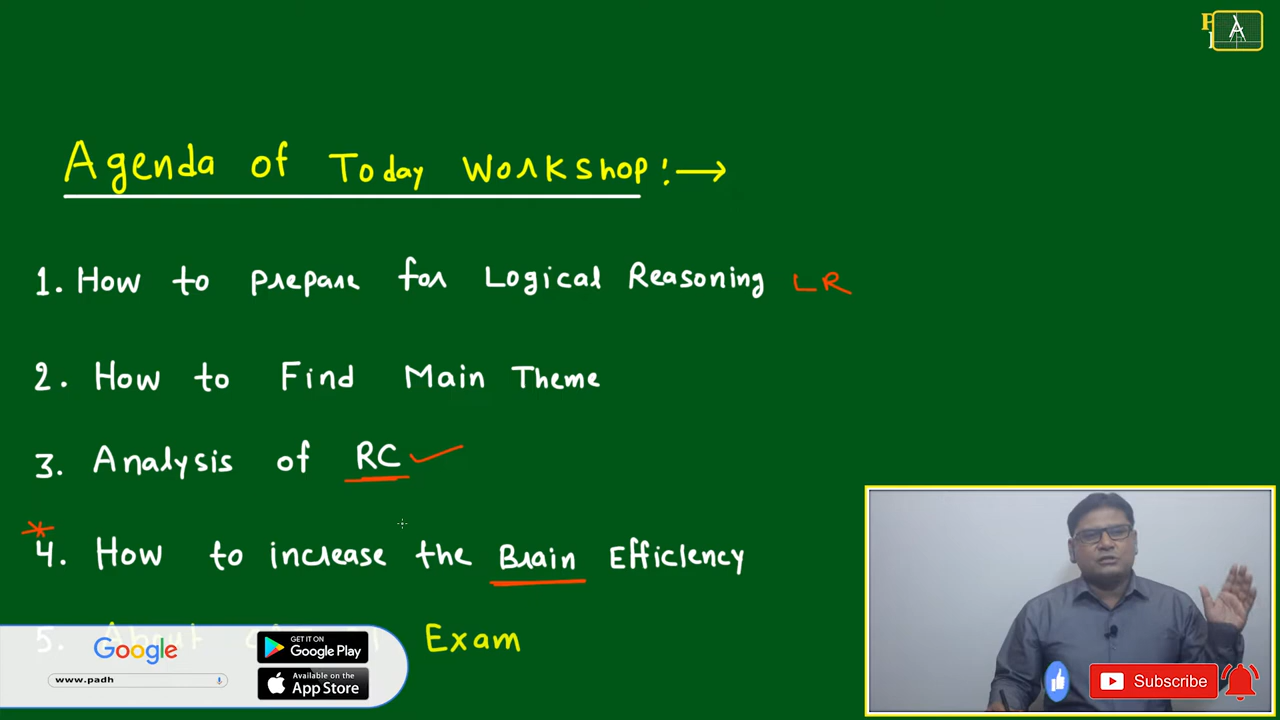 Agenda of Today Workshop:→
1. How to prepare for Logical Reasoning LR
2. How to Find Main Theme
3. Analysis of RC
4. How to increase the Brain Efficiency
5. About Exam
Google
GET IT ON
Google Play
www.padh
Available on the
App Store
Subscribe